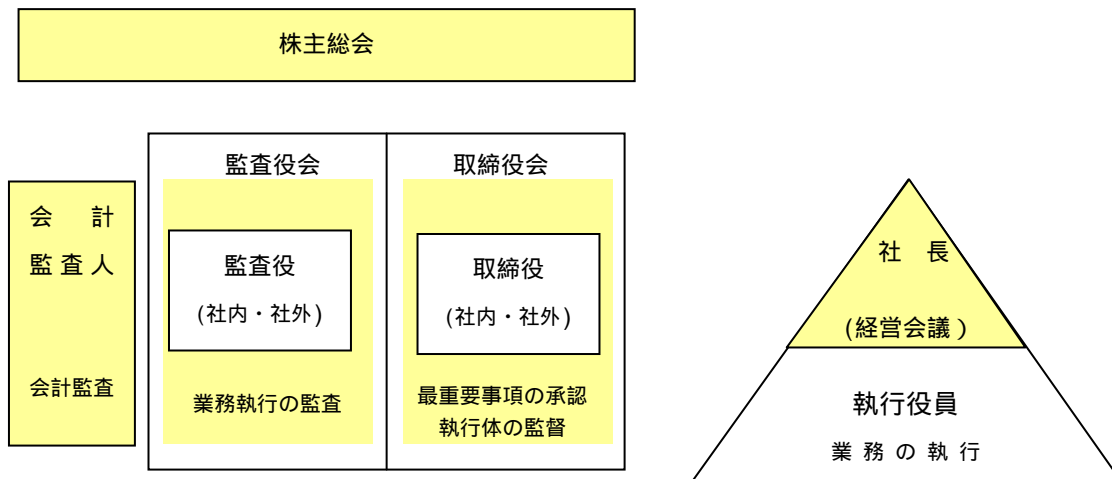 株主総会
会　計
監査人
会計監査
監査役会
監査役
(社内・社外)
業務執行の監査
取締役会
取締役
(社内・社外)
最重要事項の承認
執行体の監督
社　長
(経営会議)
執行役員
業務の執行